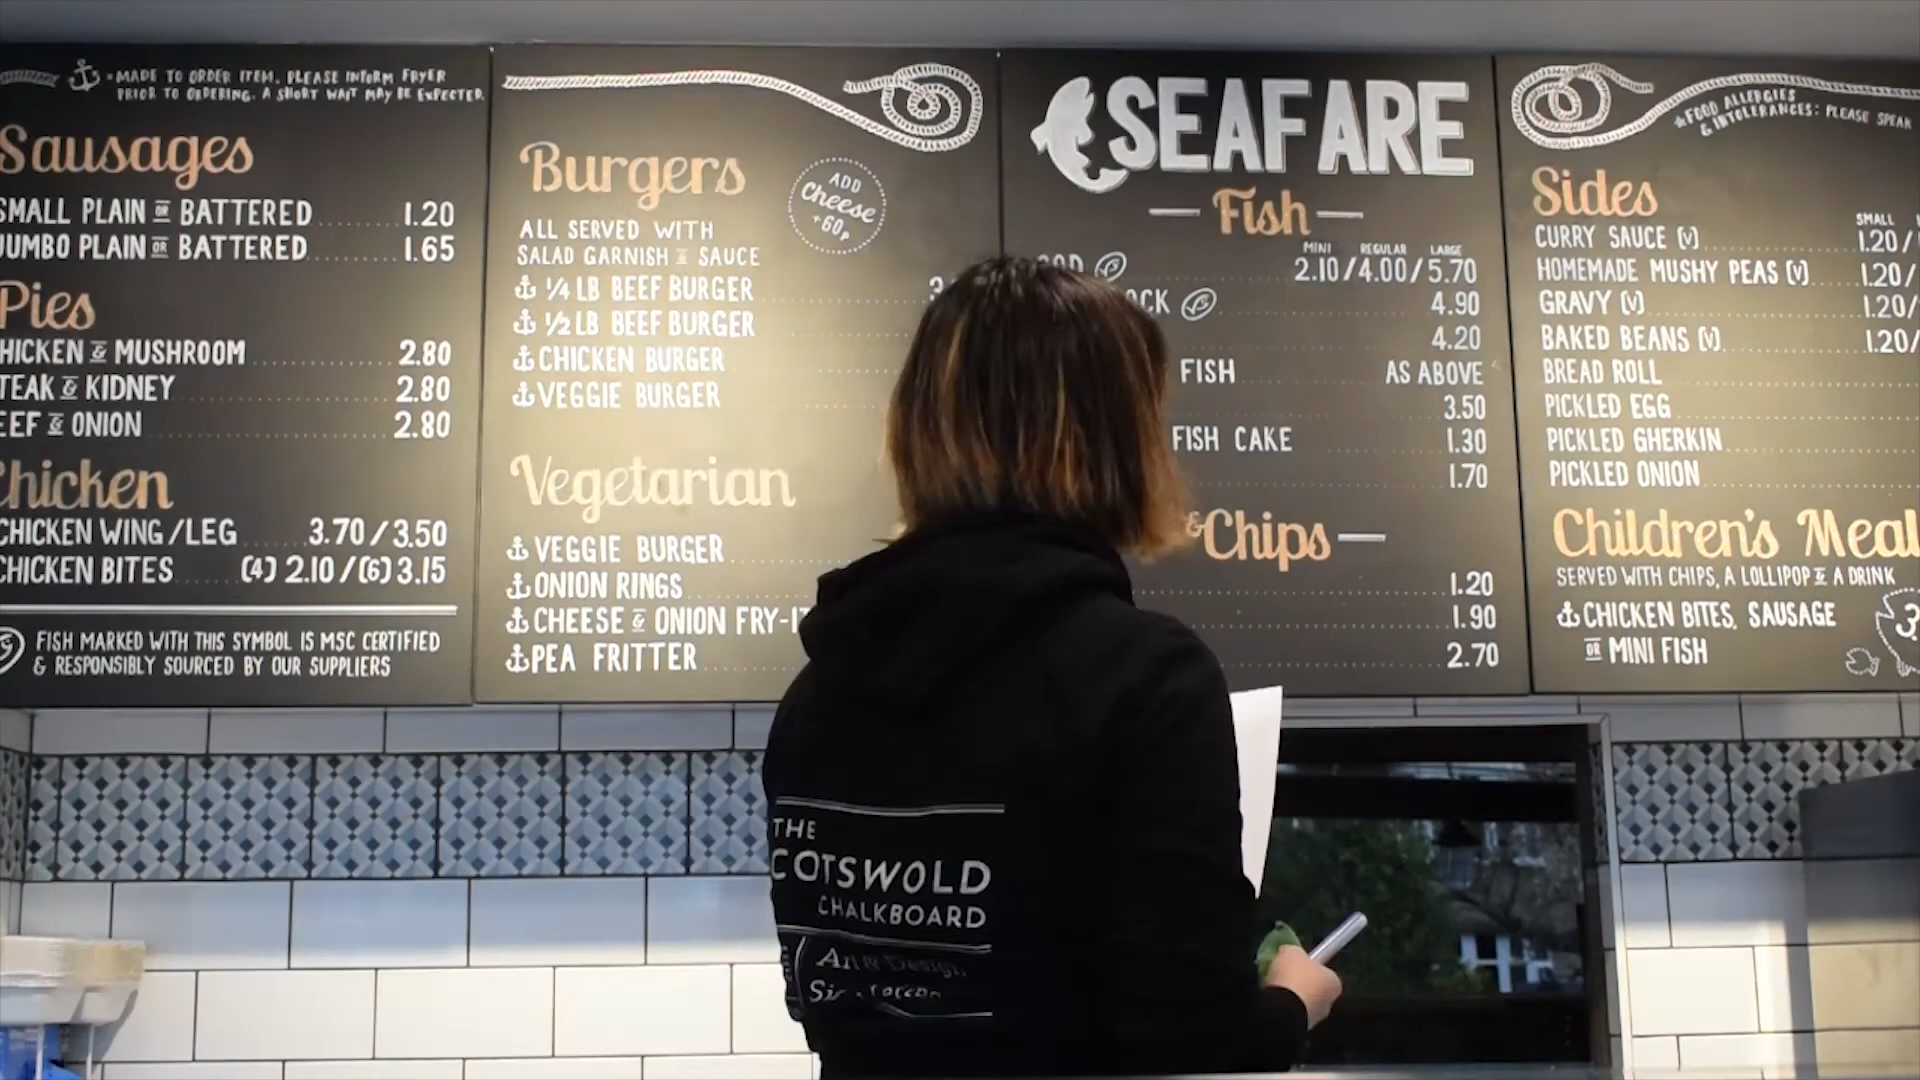 MADE TO ORDER ITEM. PLEASE INFORM FRYER
PRIOR TO ORDERING. A SHORT WAIT MAY BE EXPECTED.
Sausages
SMALL PLAIN OR BATTERED 1.20
JUMBO PLAIN OR BATTERED 1.65
Pies
HICKEN & MUSHROOM 2.80
TEAK & KIDNEY 2.80
EEF & ONION 2.80
Chicken
CHICKEN WING/LEG 3.70/3.50
CHICKEN BITES (4) 2.10/(6) 3.15
FISH MARKED WITH THIS SYMBOL IS MSC CERTIFIED
& RESPONSIBLY SOURCED BY OUR SUPPLIERS
Burgers
ADD
Cheese
+60p
ALL SERVED WITH
SALAD GARNISH & SAUCE
1/4 LB BEEF BURGER 3
1/2 LB BEEF BURGER
CHICKEN BURGER
VEGGIE BURGER
Vegetarian
VEGGIE BURGER
ONION RINGS
CHEESE & ONION FRY-IT
PEA FRITTER
SEAFARE
Fish
MINI REGULAR LARGE
2.10/4.00/5.70
OCK 4.90
4.20
FISH AS ABOVE
3.50
FISH CAKE 1.30
1.70
& Chips
1.20
1.90
2.70
*FOOD ALLERGIES
& INTOLERANCES: PLEASE SPEAK
Sides
SMALL
CURRY SAUCE (V) 1.20/
HOMEMADE MUSHY PEAS (V) 1.20/
GRAVY (V) 1.20/
BAKED BEANS (V) 1.20/
BREAD ROLL
PICKLED EGG
PICKLED GHERKIN
PICKLED ONION
Children's Meal
SERVED WITH CHIPS, A LOLLIPOP & A DRINK
CHICKEN BITES, SAUSAGE
OR MINI FISH
3
THE
COTSWOLD
CHALKBOARD
Art & Design